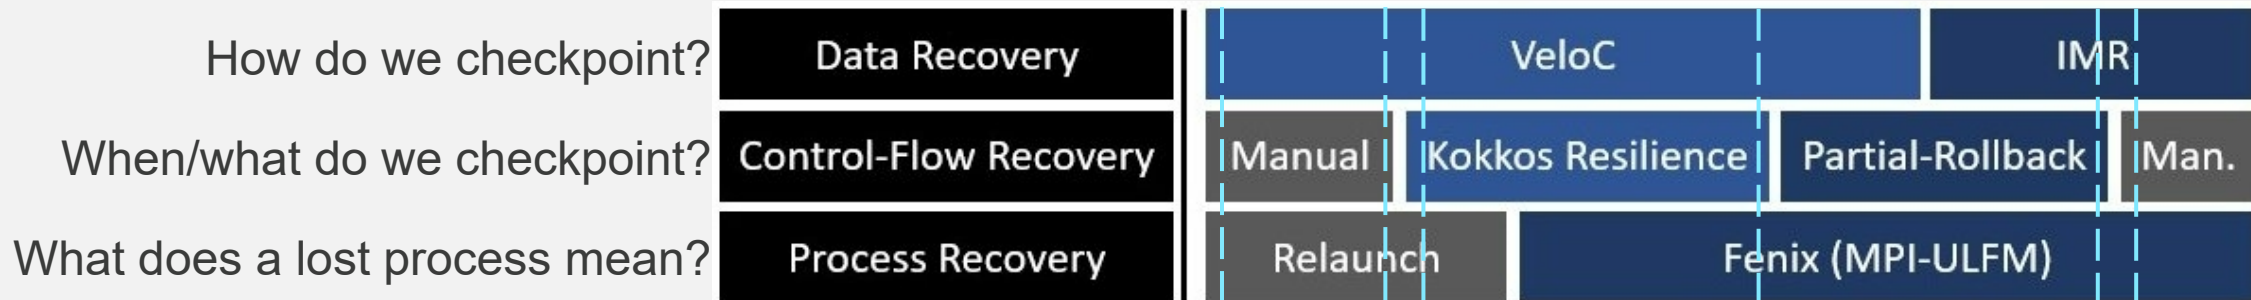 How do we checkpoint? Data Recovery VeloC IMR
When/what do we checkpoint? Control-Flow Recovery Manual Kokkos Resilience Partial-Rollback Man.
What does a lost process mean? Process Recovery Relaunch Fenix (MPI-ULFM)